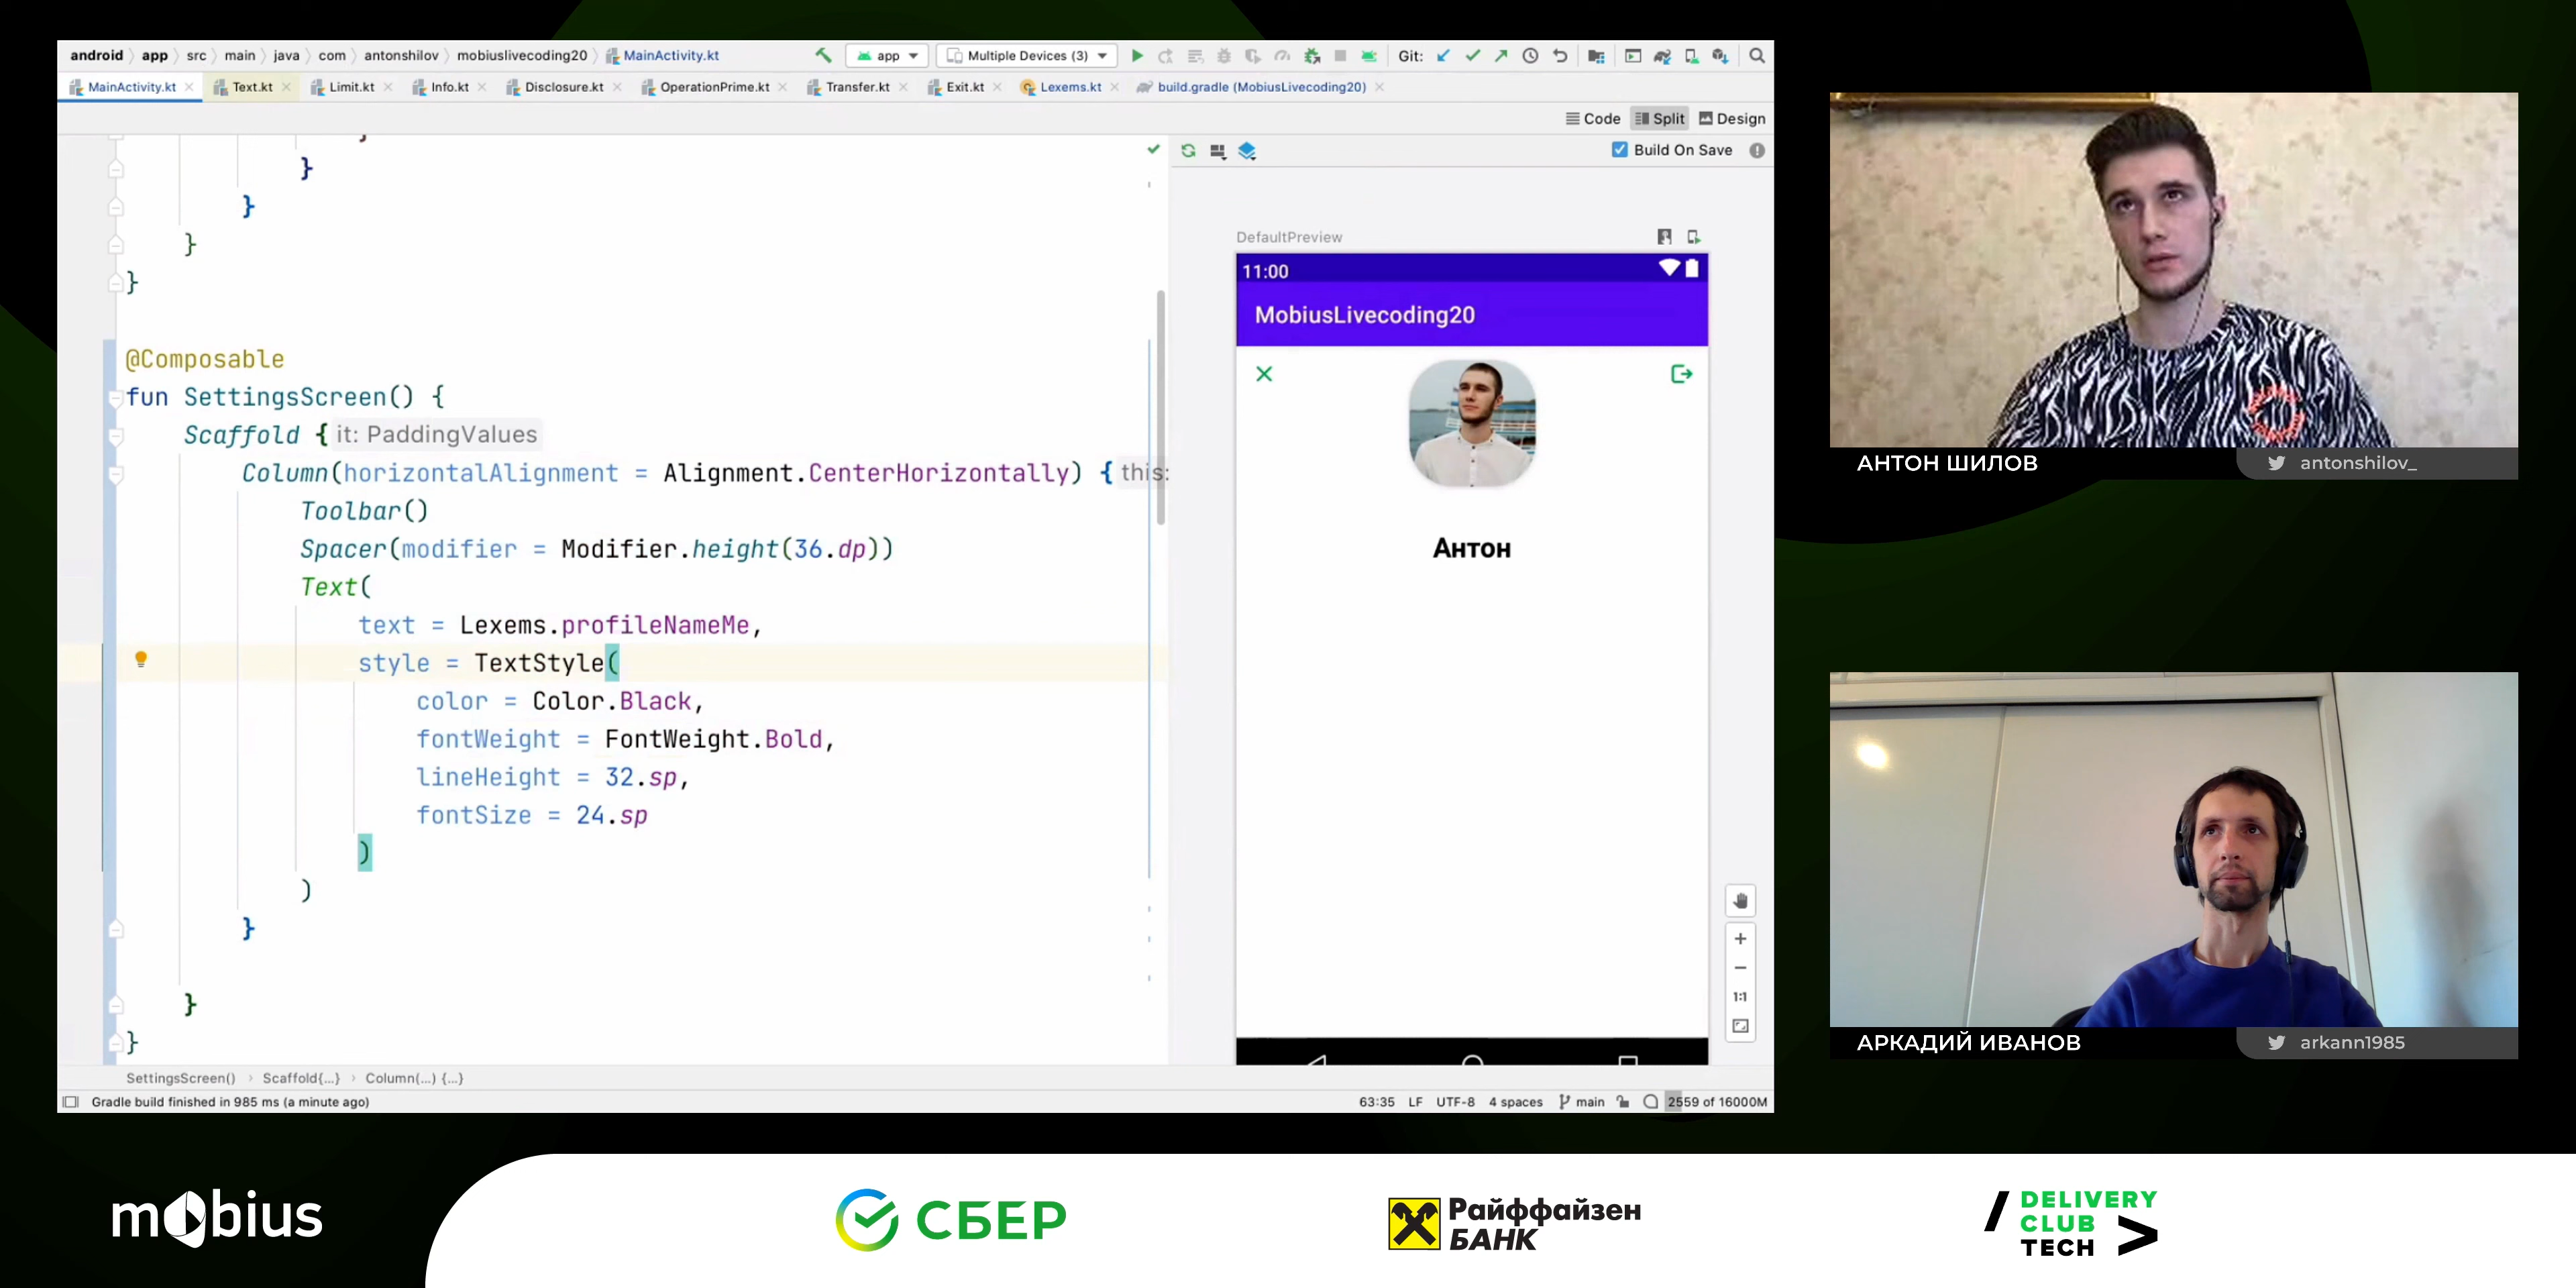 android > app > src > main > java > com > antonshilov > mobiuslivecoding20 > MainActivity.kt
app
Multiple Devices (3)
Git:
MainActivity.kt
Text.kt
Limit.kt
Info.kt
Disclosure.kt
OperationPrime.kt
Transfer.kt
Exit.kt
Lexems.kt
build.gradle (MobiusLivecoding20)
Code
Split
Design
Build On Save
}
}
}
}
@Composable
fun SettingsScreen() {
Scaffold { it: PaddingValues
Column(horizontalAlignment = Alignment.CenterHorizontally) { this:
Toolbar()
Spacer(modifier = Modifier.height(36.dp))
Text(
text = Lexems.profileNameMe,
style = TextStyle(
color = Color.Black,
fontWeight = FontWeight.Bold,
lineHeight = 32.sp,
fontSize = 24.sp
)
)
}
}
}
DefaultPreview
11:00
MobiusLivecoding20
Антон
1:1
SettingsScreen() > Scaffold{...} > Column(...) {...}
Gradle build finished in 985 ms (a minute ago)
63:35 LF UTF-8 4 spaces main 2559 of 16000M
АНТОН ШИЛОВ
antonshilov_
АРКАДИЙ ИВАНОВ
arkann1985
mobius
СБЕР
Райффайзен
БАНК
DELIVERY
CLUB
TECH